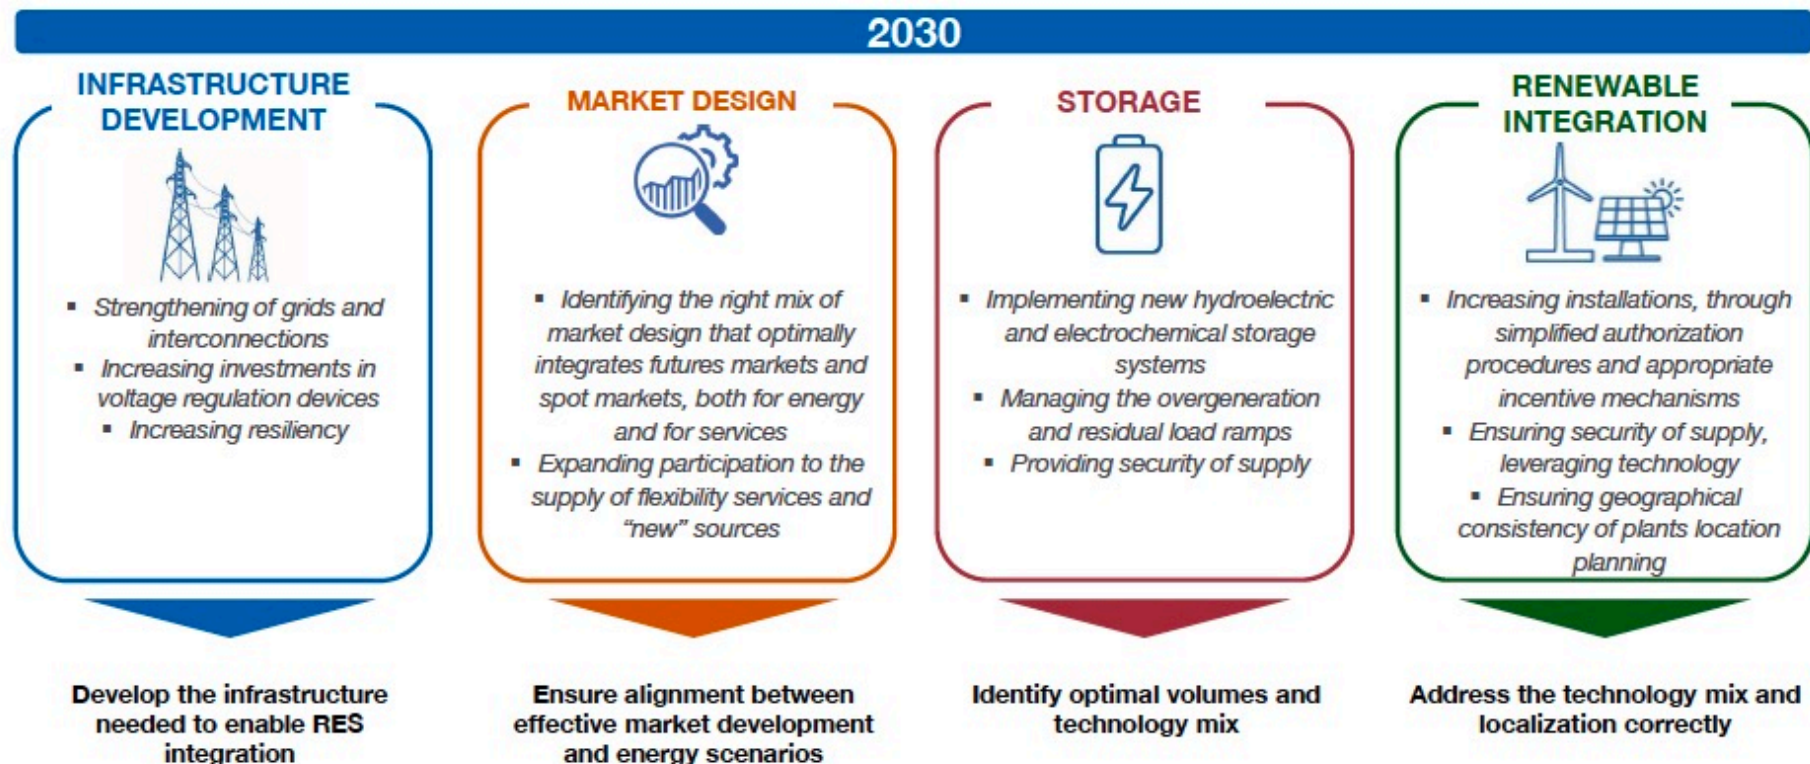 2030
INFRASTRUCTURE
DEVELOPMENT
▪ Strengthening of grids and
interconnections
▪ Increasing investments in
voltage regulation devices
▪ Increasing resiliency
Develop the infrastructure
needed to enable RES
integration
MARKET DESIGN
▪ Identifying the right mix of
market design that optimally
integrates futures markets and
spot markets, both for energy
and for services
▪ Expanding participation to the
supply of flexibility services and
“new” sources
Ensure alignment between
effective market development
and energy scenarios
STORAGE
▪ Implementing new hydroelectric
and electrochemical storage
systems
▪ Managing the overgeneration
and residual load ramps
▪ Providing security of supply
Identify optimal volumes and
technology mix
RENEWABLE
INTEGRATION
▪ Increasing installations, through
simplified authorization
procedures and appropriate
incentive mechanisms
▪ Ensuring security of supply,
leveraging technology
▪ Ensuring geographical
consistency of plants location
planning
Address the technology mix and
localization correctly